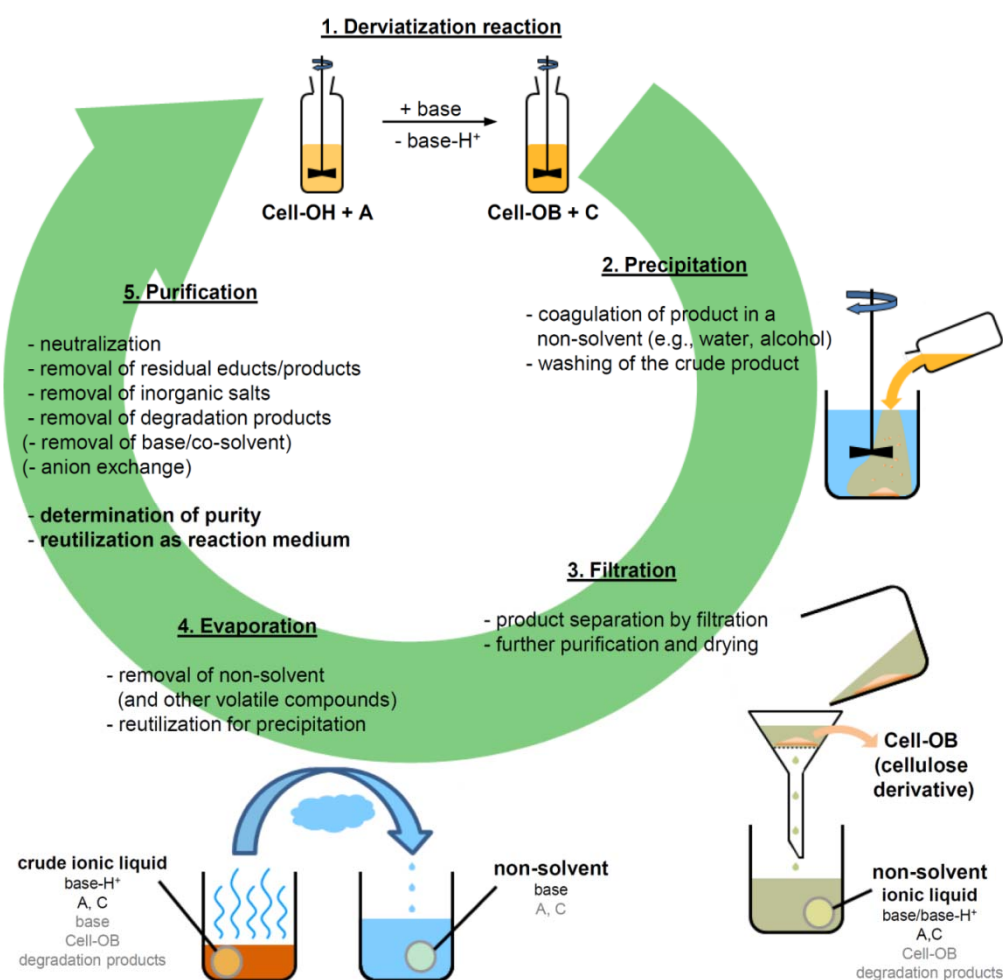 1. Derviatization reaction
+ base
- base-H⁺
Cell-OH + A
Cell-OB + C
2. Precipitation
- coagulation of product in a
non-solvent (e.g., water, alcohol)
- washing of the crude product
3. Filtration
- product separation by filtration
- further purification and drying
Cell-OB
(cellulose
derivative)
non-solvent
ionic liquid
base/base-H⁺
A,C
Cell-OB
degradation products
4. Evaporation
- removal of non-solvent
(and other volatile compounds)
- reutilization for precipitation
crude ionic liquid
base-H⁺
A, C
base
Cell-OB
degradation products
non-solvent
base
A, C
5. Purification
- neutralization
- removal of residual educts/products
- removal of inorganic salts
- removal of degradation products
(- removal of base/co-solvent)
(- anion exchange)
- determination of purity
- reutilization as reaction medium